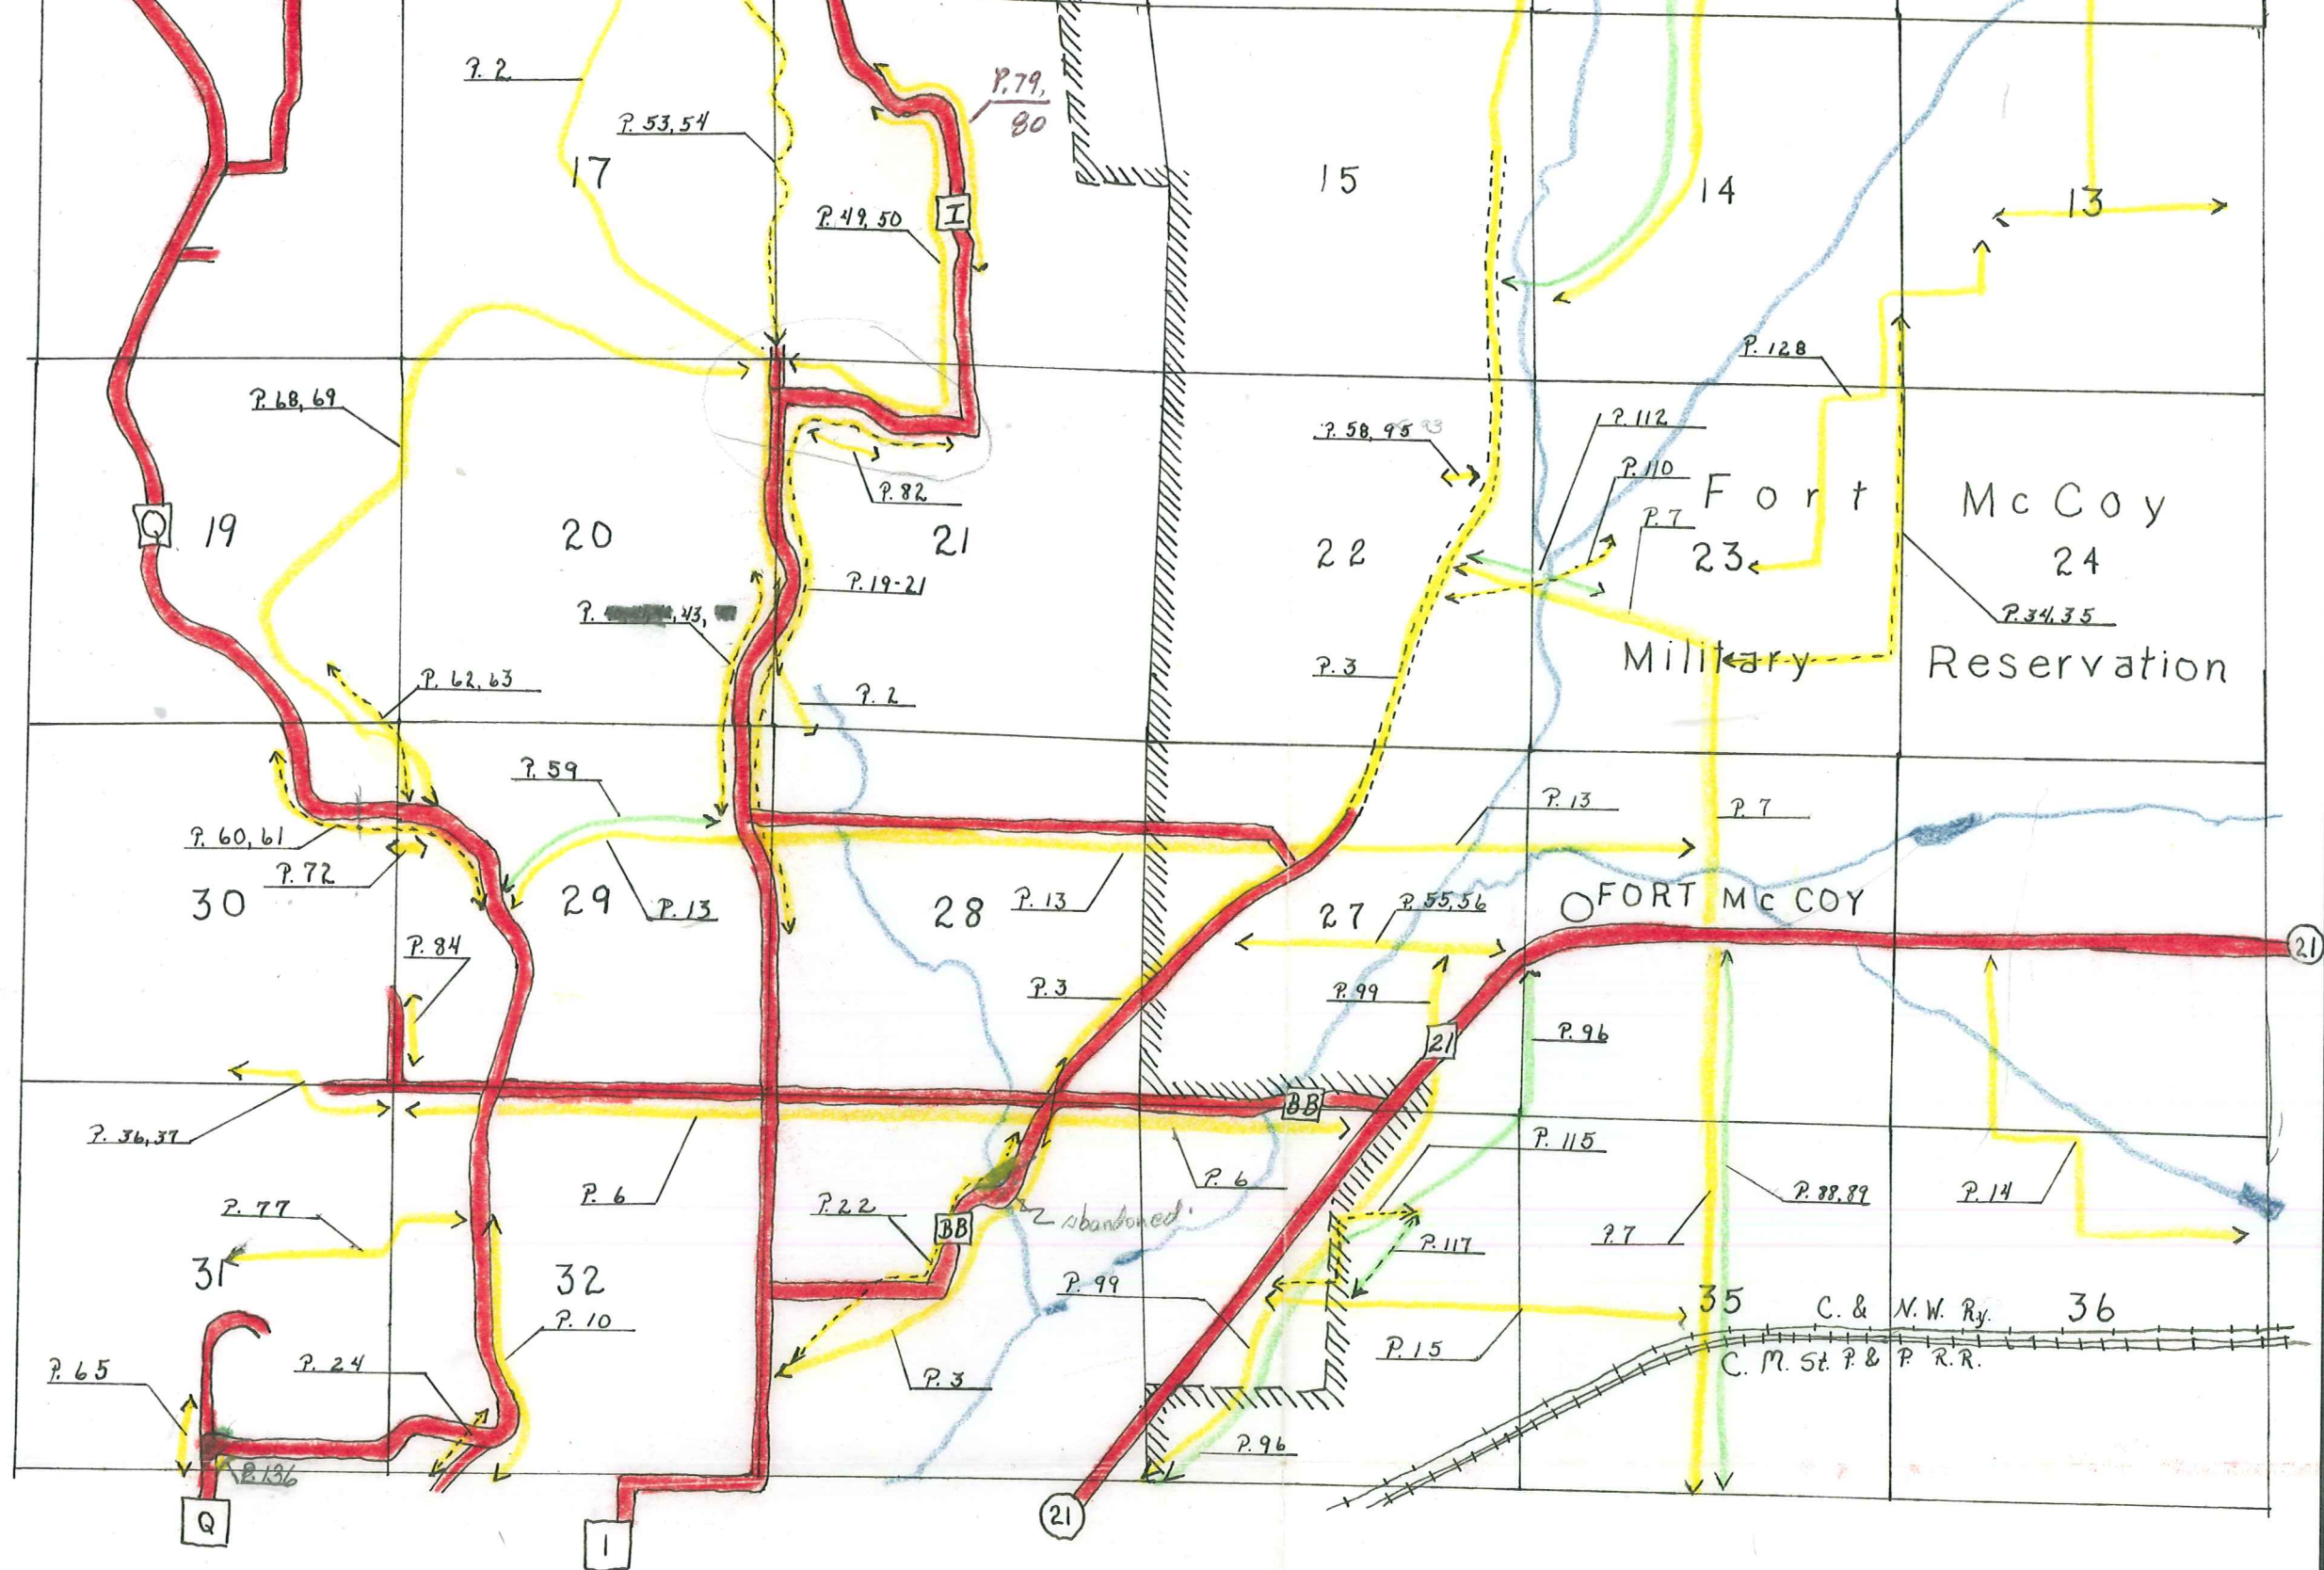 P. 2
P. 79,
80
P. 53, 54
17
15
14
13
I
P. 49, 50
P. 128
P. 68, 69
P. 112
P. 58, 95 93
P. 110
P. 82
Fort McCoy
P. 7
Q
19
20
21
22
23
24
P. 19-21
P. 43,
P. 34, 35
P. 3
Military Reservation
P. 62, 63
P. 2
P. 59
P. 13
P. 7
P. 60, 61
P. 72
30
29
P. 13
28
P. 13
27
P. 55, 56
FORT McCOY
21
P. 84
P. 3
P. 99
21
P. 96
BB
P. 36, 37
P. 115
P. 6
P. 6
P. 77
P. 22
BB
abandoned
P. 117
P. 7
P. 88, 89
P. 14
31
32
P. 99
35
C. & N. W. Ry.
36
P. 10
P. 15
C. M. St. P. & P. R. R.
P. 65
P. 24
P. 3
P. 96
P. 136
Q
I
21